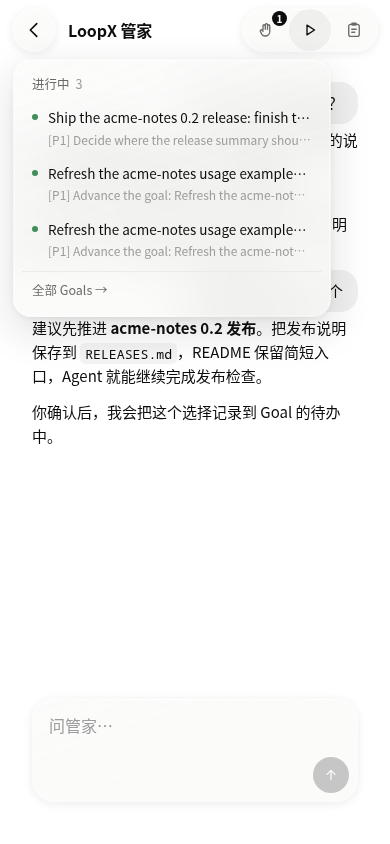 LoopX 管家
1
进行中 3
Ship the acme-notes 0.2 release: finish t…
[P1] Decide where the release summary shou…
Refresh the acme-notes usage example…
[P1] Advance the goal: Refresh the acme-not…
Refresh the acme-notes usage example…
[P1] Advance the goal: Refresh the acme-not…
全部 Goals →
?
的说
明
个
建议先推进 acme-notes 0.2 发布。把发布说明
保存到 RELEASES.md，README 保留简短入
口，Agent 就能继续完成发布检查。
你确认后，我会把这个选择记录到 Goal 的待办
中。
问管家…